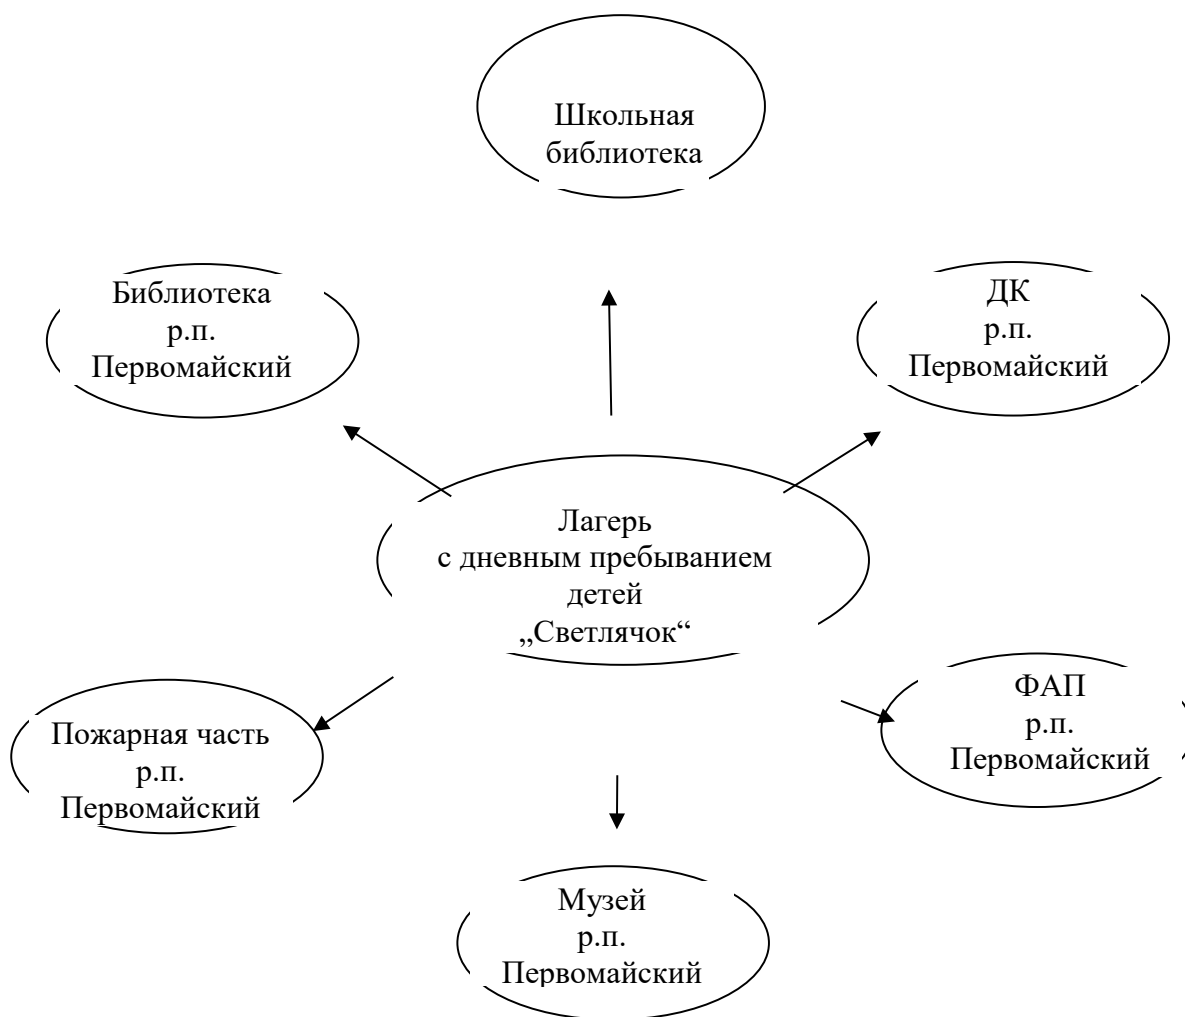 Школьная
библиотека
Библиотека
р.п.
Первомайский
ДК
р.п.
Первомайский
Лагерь
с дневным пребыванием
детей
„Светлячок“
Пожарная часть
р.п.
Первомайский
ФАП
р.п.
Первомайский
Музей
р.п.
Первомайский